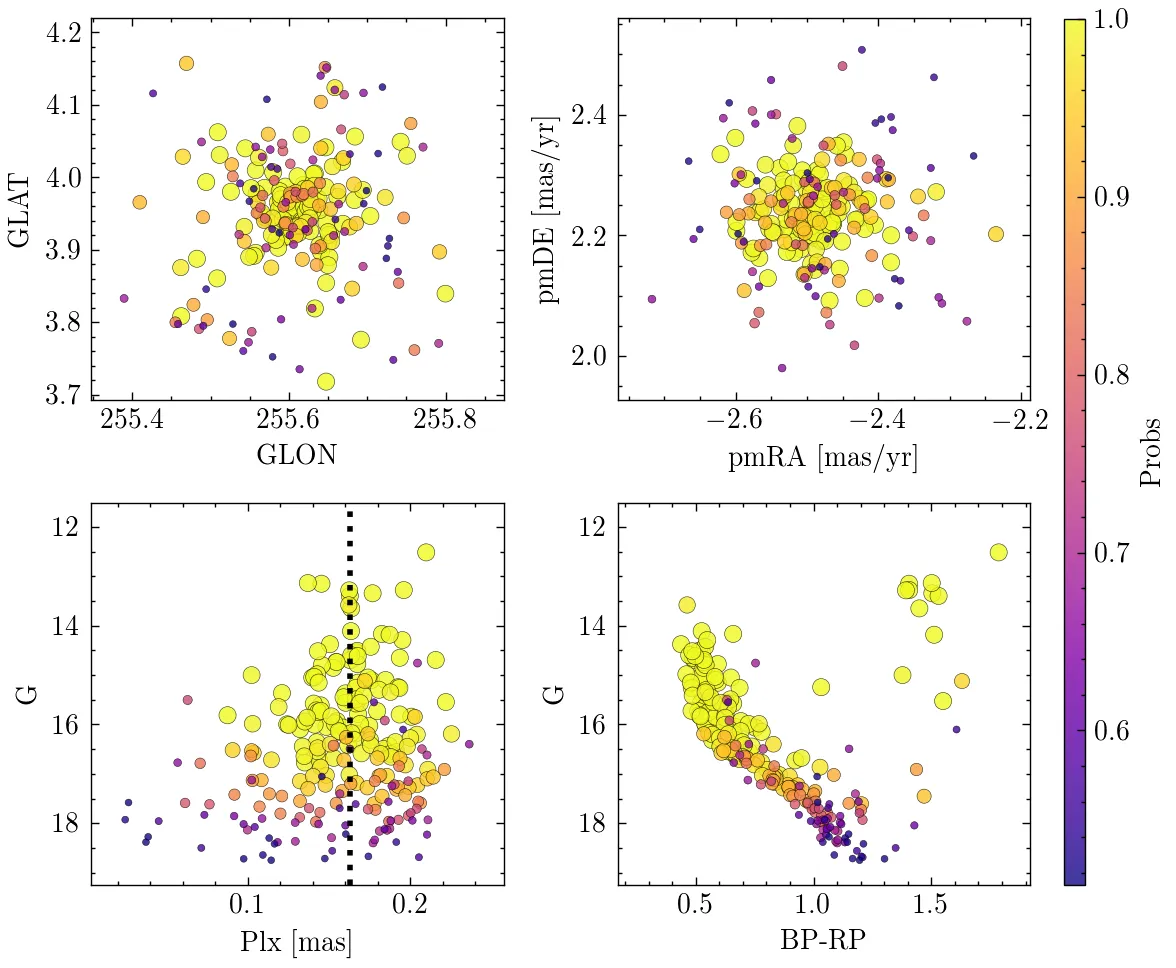 4.2
4.1
4.0
3.9
3.8
3.7
GLAT
255.4 255.6 255.8
GLON
2.4
2.2
2.0
pmDE [mas/yr]
−2.6 −2.4 −2.2
pmRA [mas/yr]
1.0
0.9
0.8
0.7
0.6
Probs
12
14
16
18
G
0.1 0.2
Plx [mas]
12
14
16
18
G
0.5 1.0 1.5
BP-RP